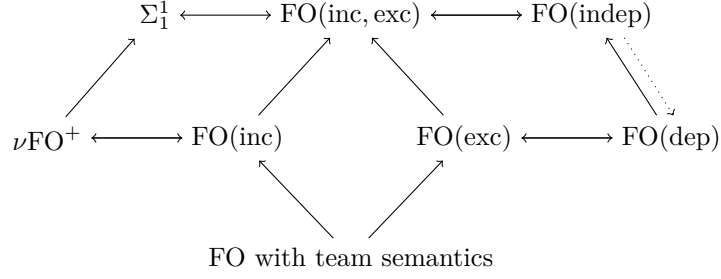 Σ¹₁ FO(inc, exc) FO(indep)
νFO⁺ FO(inc) FO(exc) FO(dep)
FO with team semantics